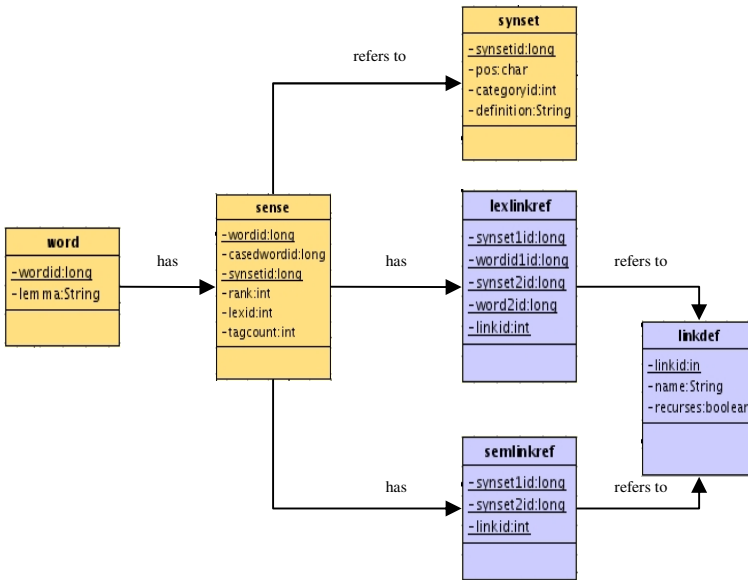 synset
-synsetid:long
-pos:char
-categoryid:int
-definition:String
refers to
sense
-wordid:long
-casedwordid:long
-synsetid:long
-rank:int
-lexid:int
-tagcount:int
word
-wordid:long
-lemma:String
has
has
lexlinkref
-synset1id:long
-wordid1id:long
-synset2id:long
-word2id:long
-linkid:int
refers to
linkdef
-linkid:in
-name:String
-recurses:boolean
semlinkref
-synset1id:long
-synset2id:long
-linkid:int
has
refers to